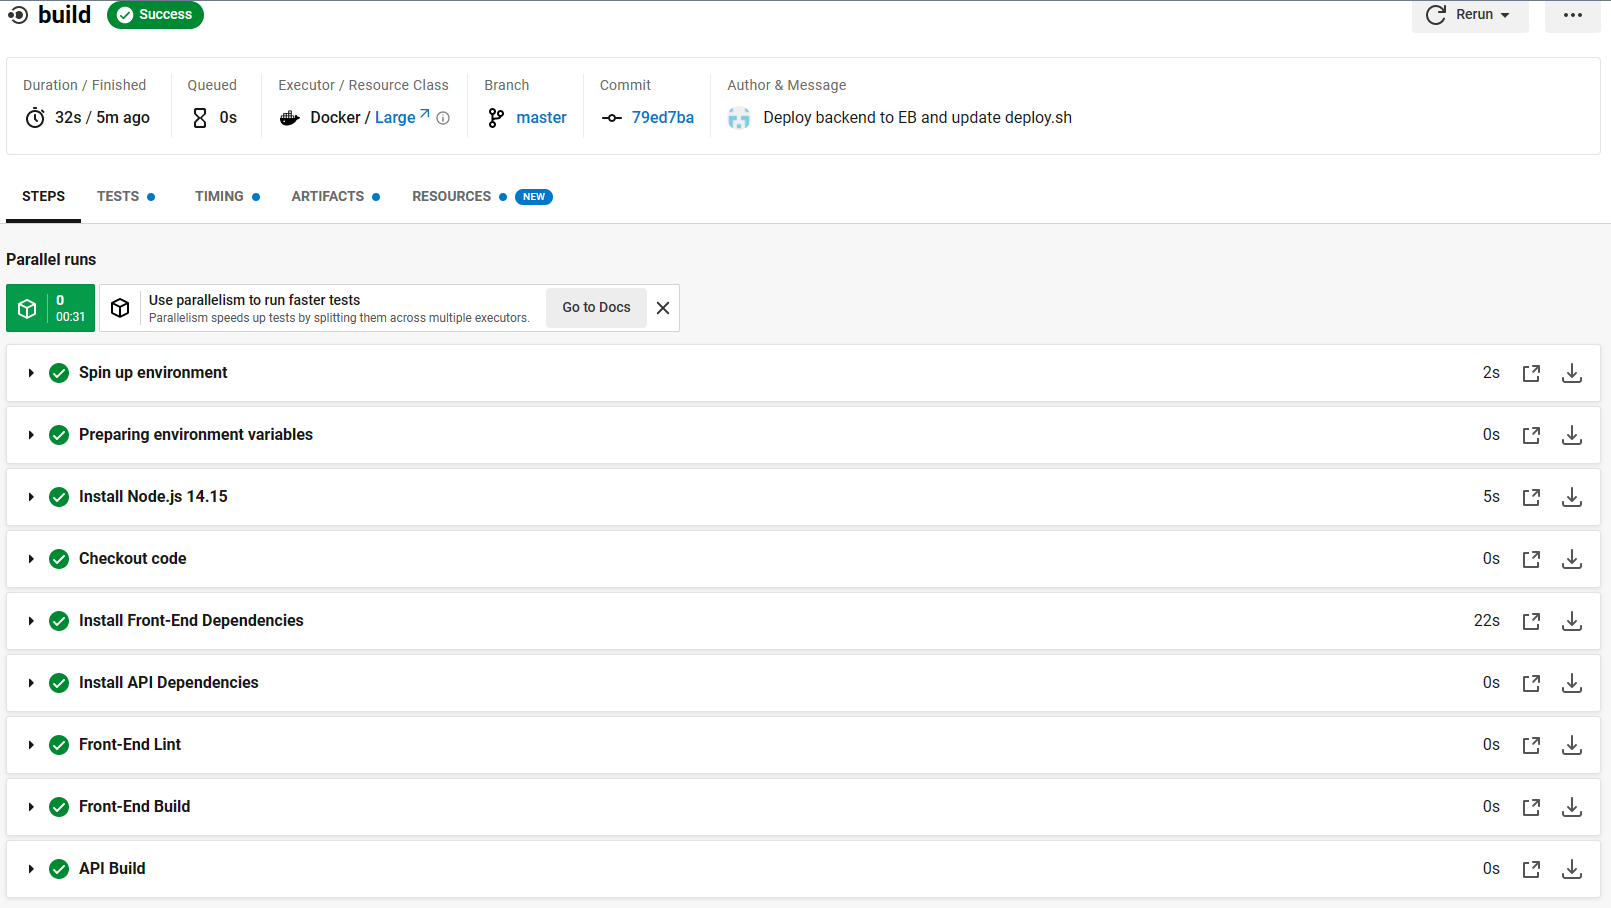 build Success Rerun
Duration / Finished Queued Executor / Resource Class Branch Commit Author & Message
32s / 5m ago 0s Docker / Large master 79ed7ba Deploy backend to EB and update deploy.sh
STEPS TESTS TIMING ARTIFACTS RESOURCES NEW
Parallel runs
0
00:31
Use parallelism to run faster tests
Parallelism speeds up tests by splitting them across multiple executors.
Go to Docs
Spin up environment 2s
Preparing environment variables 0s
Install Node.js 14.15 5s
Checkout code 0s
Install Front-End Dependencies 22s
Install API Dependencies 0s
Front-End Lint 0s
Front-End Build 0s
API Build 0s